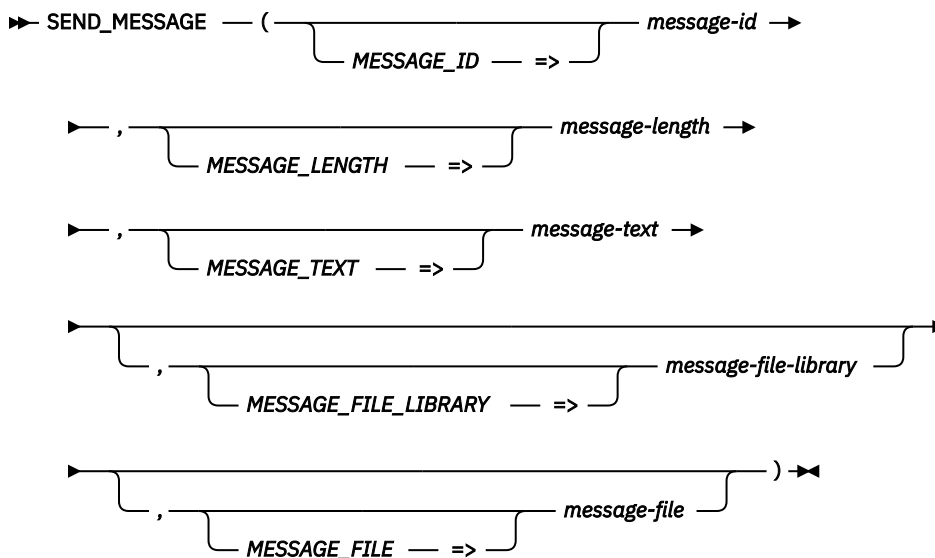 SEND_MESSAGE ( message-id
MESSAGE_ID =>
, message-length
MESSAGE_LENGTH =>
, message-text
MESSAGE_TEXT =>
, message-file-library
MESSAGE_FILE_LIBRARY =>
)
, message-file
MESSAGE_FILE =>